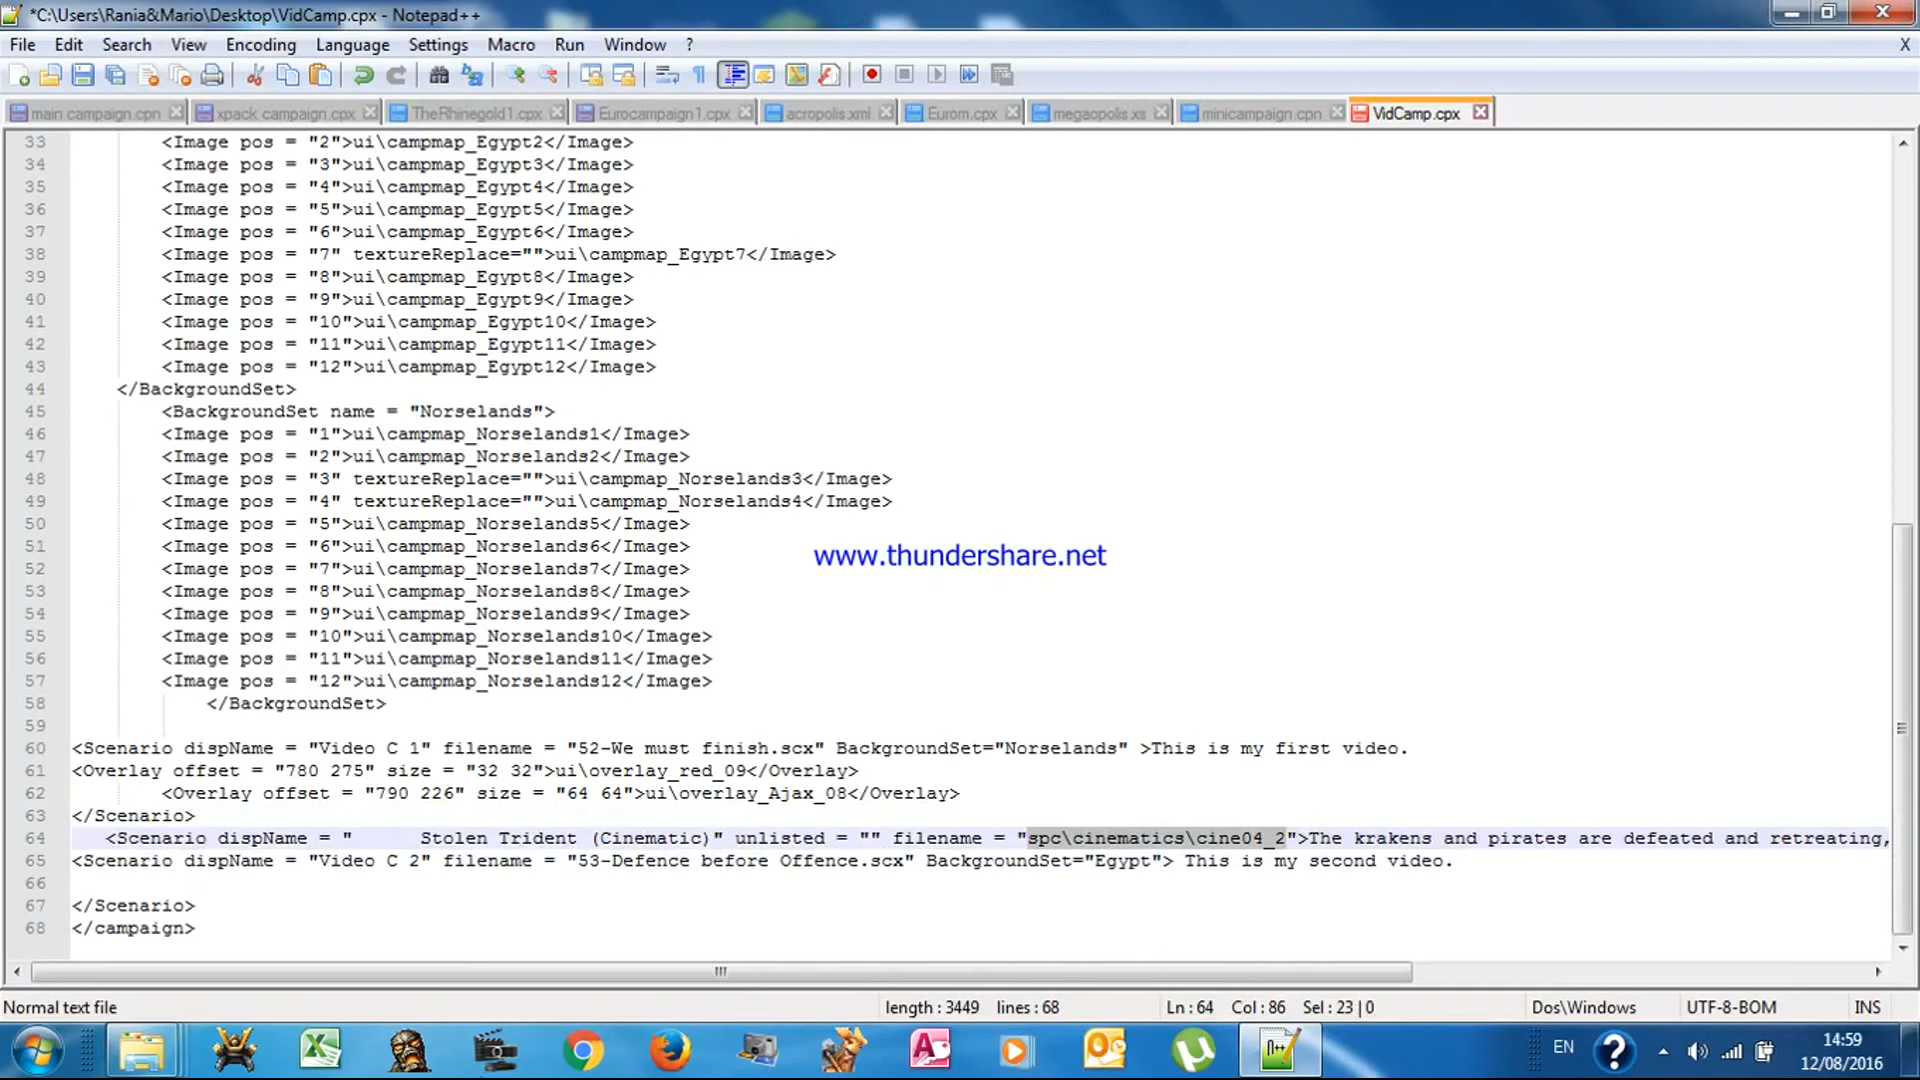 *C:\Users\Rania&Mario\Desktop\VidCamp.cpx - Notepad++
File Edit Search View Encoding Language Settings Macro Run Window ? X
main campaign.cpn xpack campaign.cpx TheRhinegold1.cpx Eurocampaign1.cpx acropolis.xml Eurom.cpx megaopolis.xs minicampaign.cpn VidCamp.cpx
33 <Image pos = "2">ui\campmap_Egypt2</Image>
34 <Image pos = "3">ui\campmap_Egypt3</Image>
35 <Image pos = "4">ui\campmap_Egypt4</Image>
36 <Image pos = "5">ui\campmap_Egypt5</Image>
37 <Image pos = "6">ui\campmap_Egypt6</Image>
38 <Image pos = "7" textureReplace="">ui\campmap_Egypt7</Image>
39 <Image pos = "8">ui\campmap_Egypt8</Image>
40 <Image pos = "9">ui\campmap_Egypt9</Image>
41 <Image pos = "10">ui\campmap_Egypt10</Image>
42 <Image pos = "11">ui\campmap_Egypt11</Image>
43 <Image pos = "12">ui\campmap_Egypt12</Image>
44 </BackgroundSet>
45 <BackgroundSet name = "Norselands">
46 <Image pos = "1">ui\campmap_Norselands1</Image>
47 <Image pos = "2">ui\campmap_Norselands2</Image>
48 <Image pos = "3" textureReplace="">ui\campmap_Norselands3</Image>
49 <Image pos = "4" textureReplace="">ui\campmap_Norselands4</Image>
50 <Image pos = "5">ui\campmap_Norselands5</Image>
51 <Image pos = "6">ui\campmap_Norselands6</Image>
www.thundershare.net
52 <Image pos = "7">ui\campmap_Norselands7</Image>
53 <Image pos = "8">ui\campmap_Norselands8</Image>
54 <Image pos = "9">ui\campmap_Norselands9</Image>
55 <Image pos = "10">ui\campmap_Norselands10</Image>
56 <Image pos = "11">ui\campmap_Norselands11</Image>
57 <Image pos = "12">ui\campmap_Norselands12</Image>
58 </BackgroundSet>
59
60 <Scenario dispName = "Video C 1" filename = "52-We must finish.scx" BackgroundSet="Norselands" >This is my first video.
61 <Overlay offset = "780 275" size = "32 32">ui\overlay_red_09</Overlay>
62 <Overlay offset = "790 226" size = "64 64">ui\overlay_Ajax_08</Overlay>
63 </Scenario>
64 <Scenario dispName = " Stolen Trident (Cinematic)" unlisted = "" filename = "spc\cinematics\cine04_2">The krakens and pirates are defeated and retreating,
65 <Scenario dispName = "Video C 2" filename = "53-Defence before Offence.scx" BackgroundSet="Egypt"> This is my second video.
66
67 </Scenario>
68 </campaign>
Normal text file length : 3449 lines : 68 Ln : 64 Col : 86 Sel : 23 | 0 Dos\Windows UTF-8-BOM INS
EN 14:59
12/08/2016